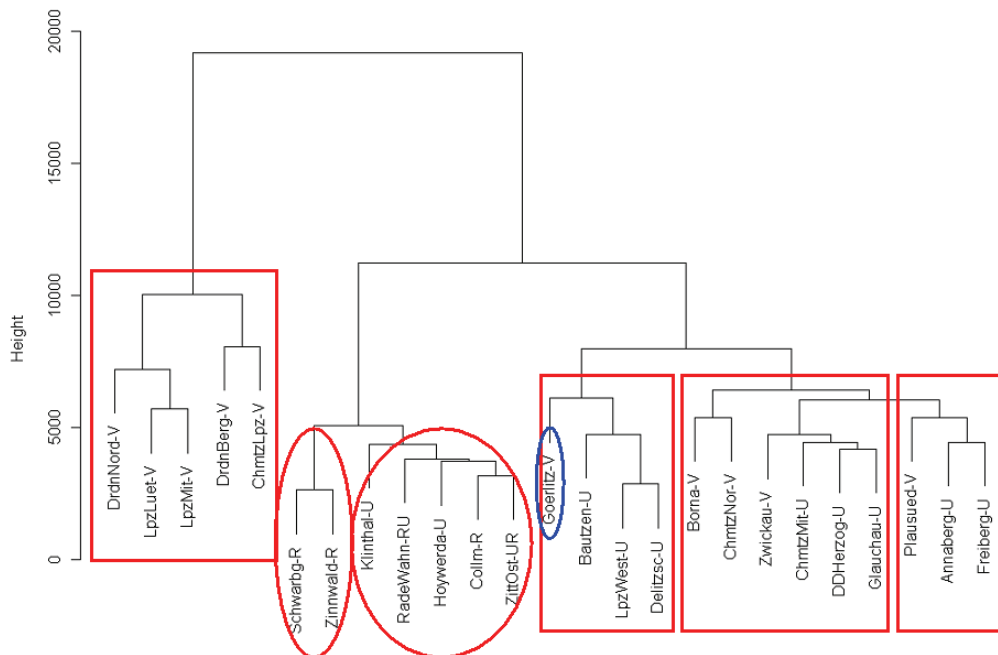 Height
20000
15000
10000
5000
0
DrdnNord-V
LpzLuet-V
LpzMit-V
DrdnBerg-V
ChmtzLpz-V
Schwarbg-R
Zinnwald-R
Klinthal-U
RadeWahn-RU
Hoywerda-U
Collm-R
ZittOst-UR
Goerlitz-V
Bautzen-U
LpzWest-U
Delitzsc-U
Borna-V
ChmtzNor-V
Zwickau-V
ChmtzMit-U
DDHerzog-U
Glauchau-U
Plausued-V
Annaberg-U
Freiberg-U